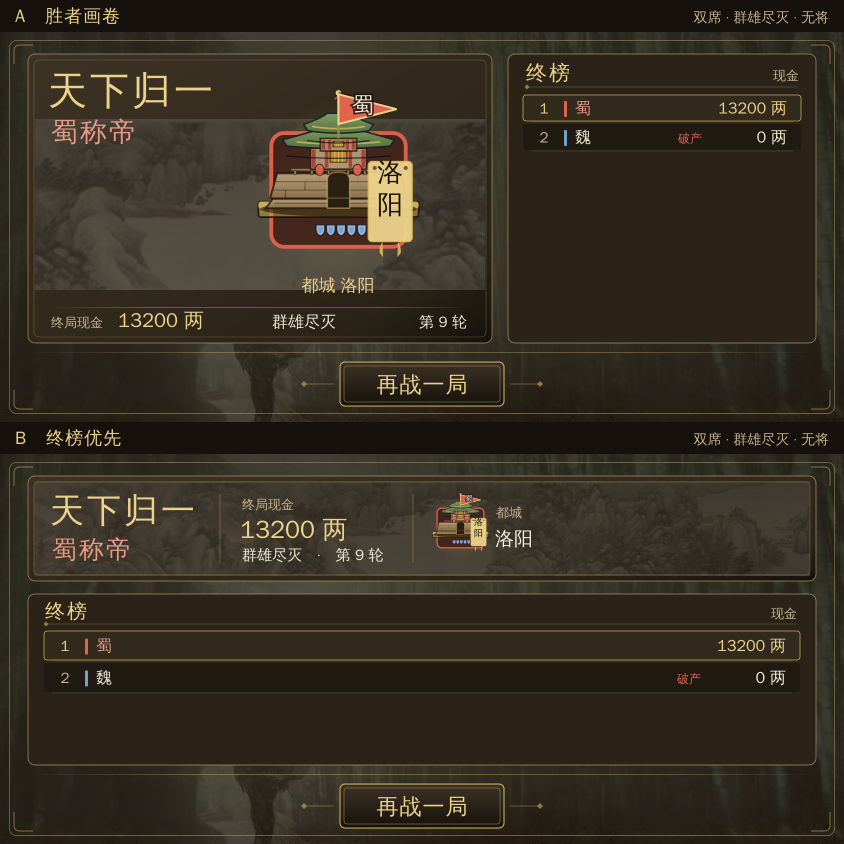 A 胜者画卷
双席 · 群雄尽灭 · 无将
天下归一
蜀称帝
蜀
洛
阳
都城 洛阳
终局现金 13200 两
群雄尽灭
第 9 轮
终榜
现金
1 蜀 13200 两
2 魏 破产 0 两
再战一局
B 终榜优先
双席 · 群雄尽灭 · 无将
天下归一
蜀称帝
终局现金
13200 两
群雄尽灭 · 第 9 轮
蜀
洛
阳
都城
洛阳
终榜
现金
1 蜀 13200 两
2 魏 破产 0 两
再战一局